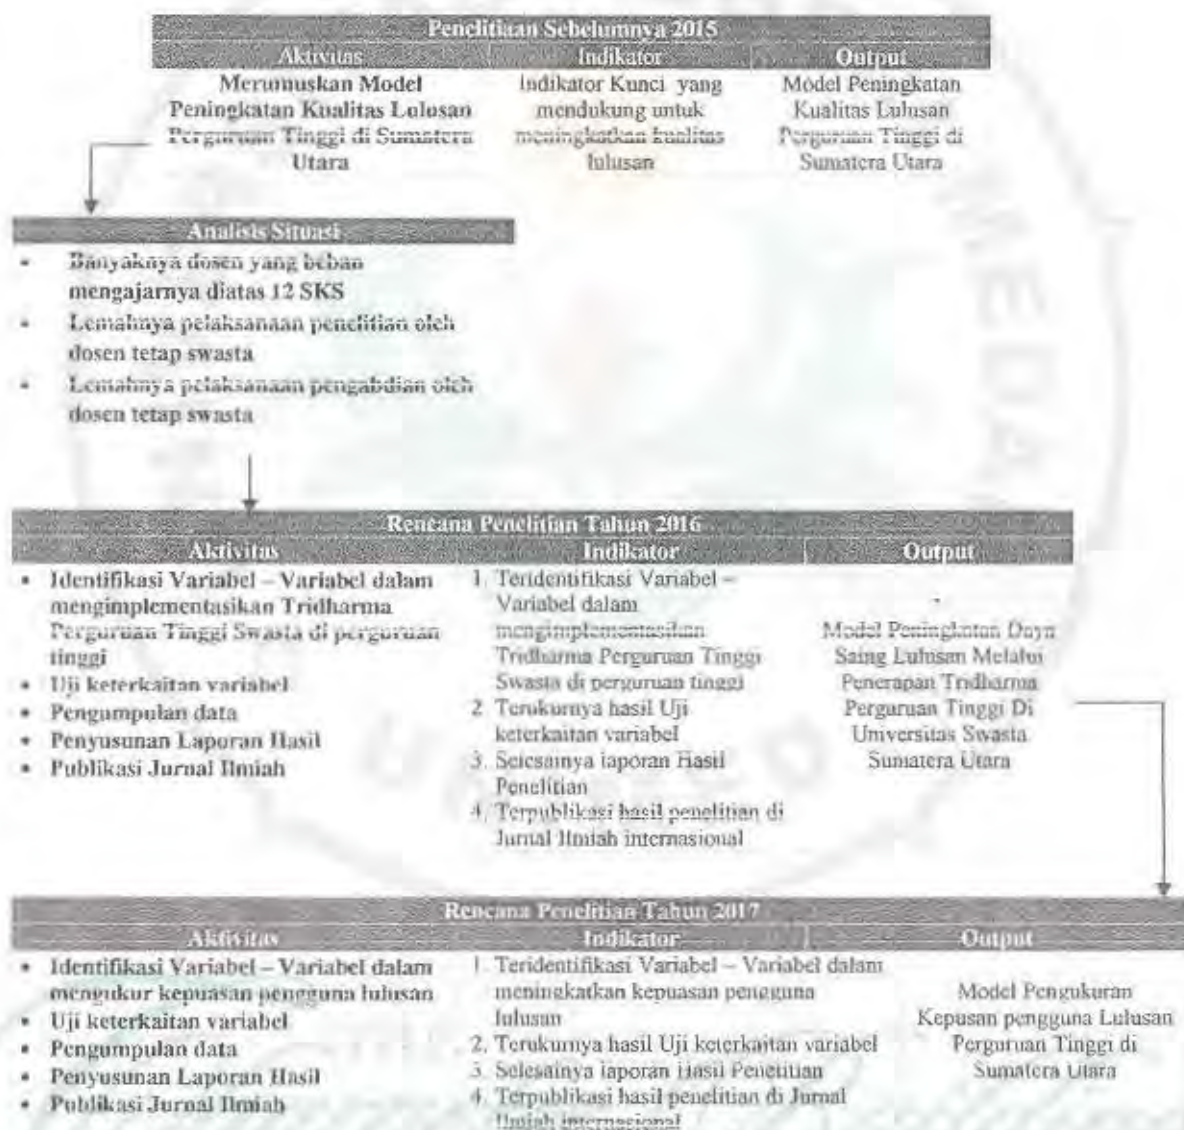 Penelitiaan Sebelumnya 2015
Aktivitas Indikator Output
Merumuskan Model
Peningkatan Kualitas Lulusan
Perguruan Tinggi di Sumatera
Utara
Indikator Kunci yang
mendukung untuk
meningkatkan kualitas
lulusan
Model Peningkatan
Kualitas Lulusan
Perguruan Tinggi di
Sumatera Utara
Analisis Situasi
- Banyaknya dosen yang beban
mengajarnya diatas 12 SKS
- Lemahnya pelaksanaan penelitian oleh
dosen tetap swasta
- Lemahnya pelaksanaan pengabdian oleh
dosen tetap swasta
Rencana Penelitian Tahun 2016
Aktivitas Indikator Output
• Identifikasi Variabel – Variabel dalam
mengimplementasikan Tridharma
Perguruan Tinggi Swasta di perguruan
tinggi
• Uji keterkaitan variabel
• Pengumpulan data
• Penyusunan Laporan Hasil
• Publikasi Jurnal Ilmiah
1. Teridentifikasi Variabel –
Variabel dalam
mengimplementasikan
Tridharma Perguruan Tinggi
Swasta di perguruan tinggi
2 Terukurnya hasil Uji
keterkaitan variabel
3. Selesainya laporan Hasil
Penelitian
4. Terpublikasi hasil penelitian di
Jurnal Ilmiah internasional
Model Peningkatan Daya
Saing Lulusan Melalui
Penerapan Tridharma
Perguruan Tinggi Di
Universitas Swasta
Sumatera Utara
Rencana Penelitian Tahun 2017
Aktivitas Indikator Output
• Identifikasi Variabel – Variabel dalam
mengukur kepuasan pengguna lulusan
• Uji keterkaitan variabel
• Pengumpulan data
• Penyusunan Laporan Hasil
• Publikasi Jurnal Ilmiah
1. Teridentifikasi Variabel – Variabel dalam
meningkatkan kepuasan pengguna
lulusan
2. Terukurnya hasil Uji keterkaitan variabel
3. Selesainya laporan Hasil Penelitian
4. Terpublikasi hasil penelitian di Jurnal
Ilmiah internasional
Model Pengukuran
Kepusan pengguna Lulusan
Perguruan Tinggi di
Sumatera Utara